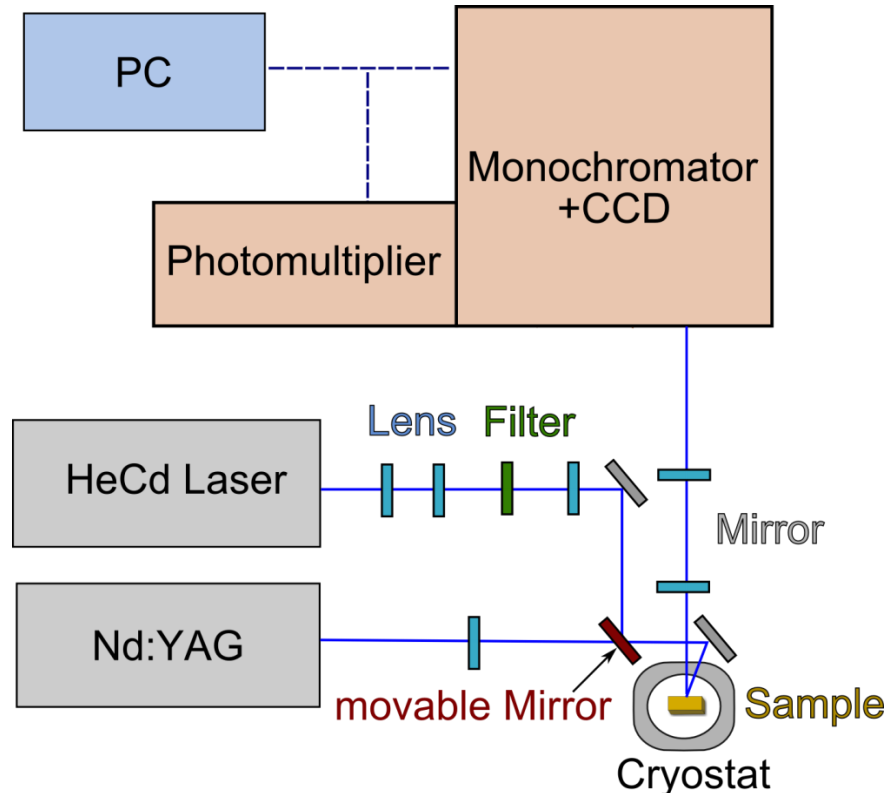 PC
Monochromator
+CCD
Photomultiplier
Lens
Filter
HeCd Laser
Mirror
Nd:YAG
movable Mirror
Sample
Cryostat